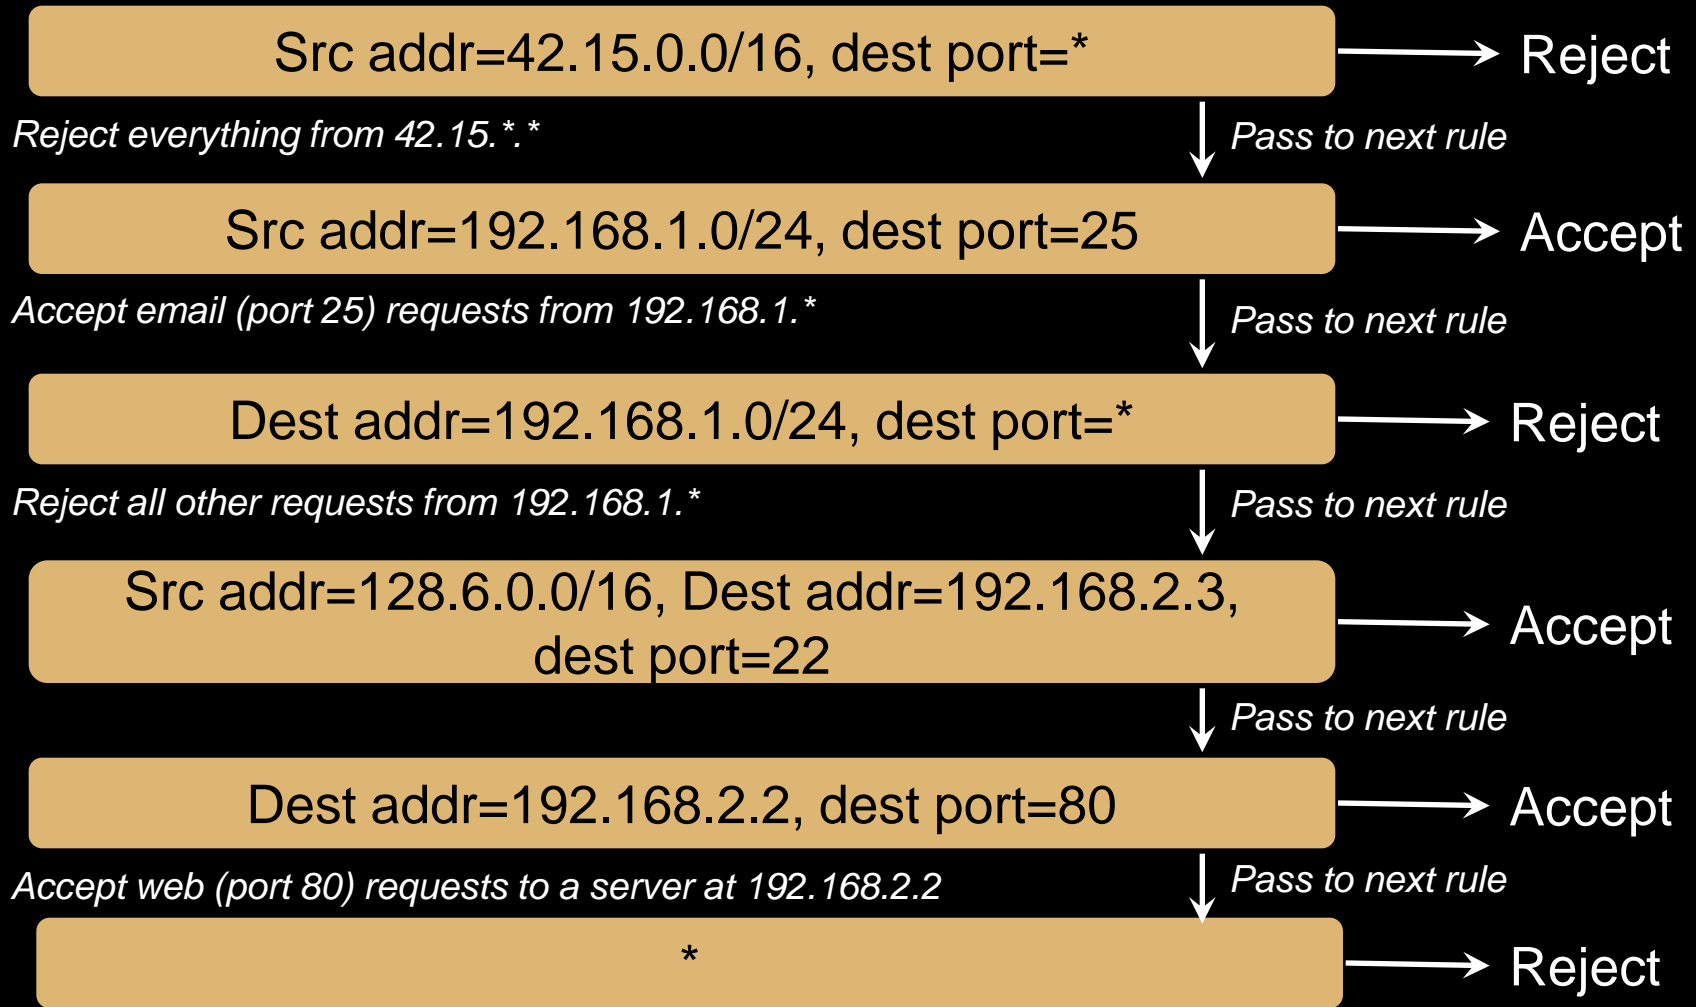 Src addr=42.15.0.0/16, dest port=*
Reject
Reject everything from 42.15.*.*
Pass to next rule
Src addr=192.168.1.0/24, dest port=25
Accept
Accept email (port 25) requests from 192.168.1.*
Pass to next rule
Dest addr=192.168.1.0/24, dest port=*
Reject
Reject all other requests from 192.168.1.*
Pass to next rule
Src addr=128.6.0.0/16, Dest addr=192.168.2.3,
dest port=22
Accept
Pass to next rule
Dest addr=192.168.2.2, dest port=80
Accept
Accept web (port 80) requests to a server at 192.168.2.2
Pass to next rule
*
Reject